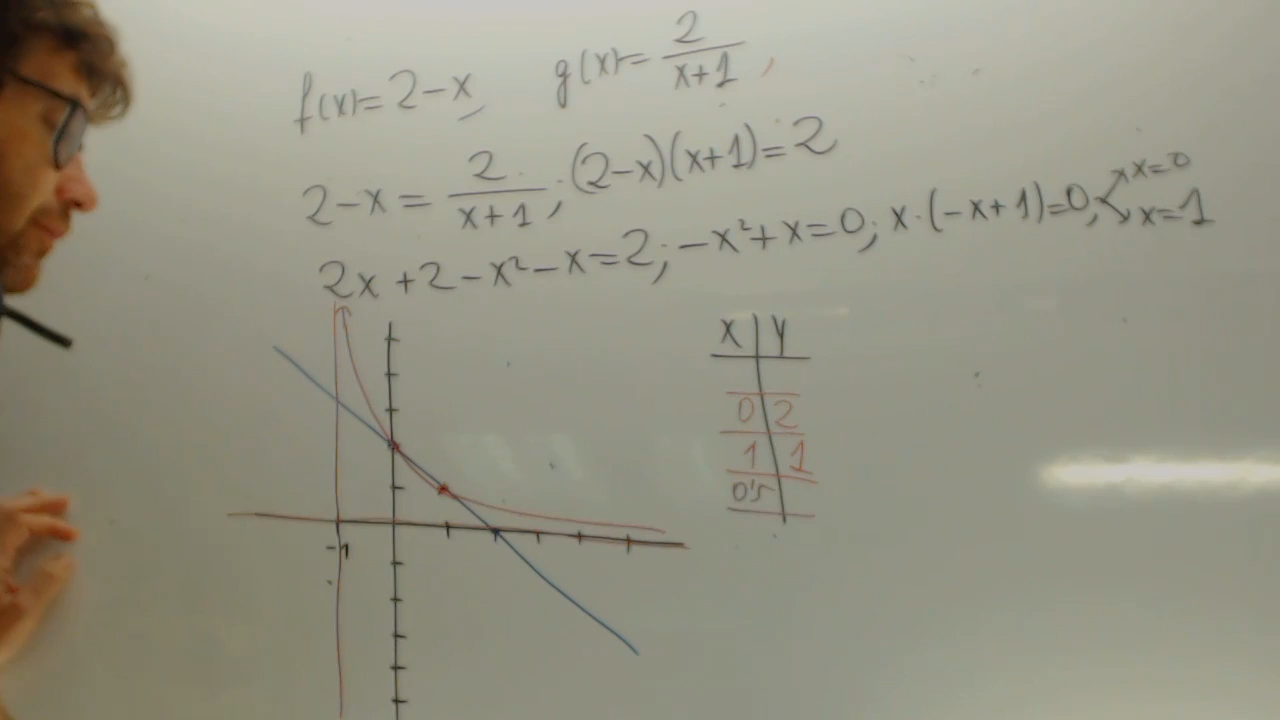 f(x)= 2-x, g(x)= 2/(x+1),
2-x = 2/(x+1); (2-x)(x+1)=2
2x+2-x²-x=2; -x²+x=0; x·(-x+1)=0; x=0
x=1
X | Y
0 | 2
1 | 1
0'5 |
-1